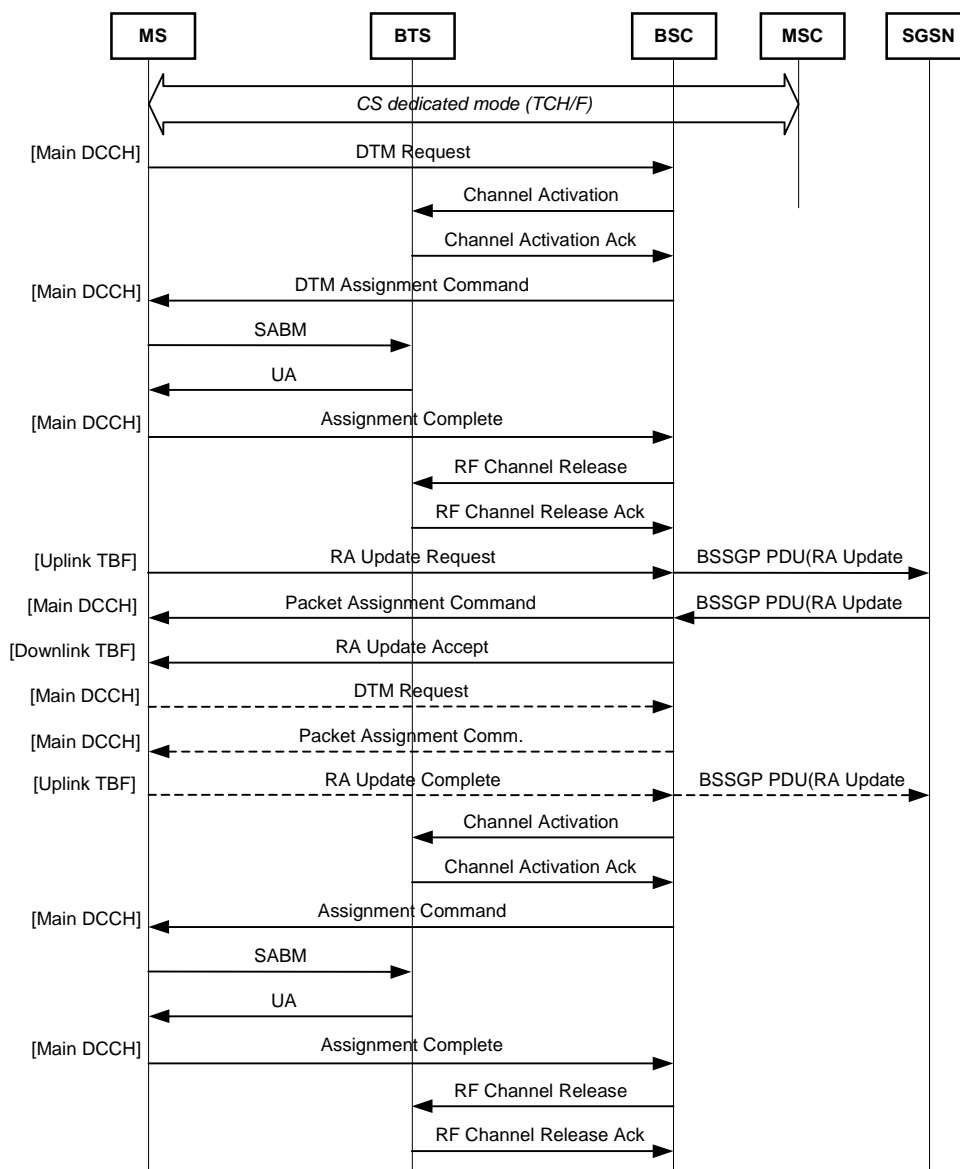 MS
BTS
BSC
MSC
SGSN
CS dedicated mode (TCH/F)
[Main DCCH]
DTM Request
Channel Activation
Channel Activation Ack
[Main DCCH]
DTM Assignment Command
SABM
UA
[Main DCCH]
Assignment Complete
RF Channel Release
RF Channel Release Ack
[Uplink TBF]
RA Update Request
BSSGP PDU(RA Update
[Main DCCH]
Packet Assignment Command
BSSGP PDU(RA Update
[Downlink TBF]
RA Update Accept
[Main DCCH]
DTM Request
[Main DCCH]
Packet Assignment Comm.
[Uplink TBF]
RA Update Complete
BSSGP PDU(RA Update
Channel Activation
Channel Activation Ack
[Main DCCH]
Assignment Command
SABM
UA
[Main DCCH]
Assignment Complete
RF Channel Release
RF Channel Release Ack